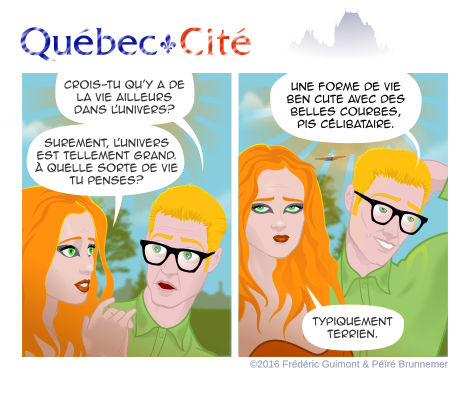 Québec Cité
CROIS-TU QU'Y A DE
LA VIE AILLEURS
DANS L'UNIVERS?
SUREMENT, L'UNIVERS
EST TELLEMENT GRAND.
À QUELLE SORTE DE VIE
TU PENSES?
UNE FORME DE VIE
BEN CUTE AVEC DES
BELLES COURBES,
PIS CÉLIBATAIRE.
TYPIQUEMENT
TERRIEN.
©2016 Frédéric Guimont & Péïré Brunnemer